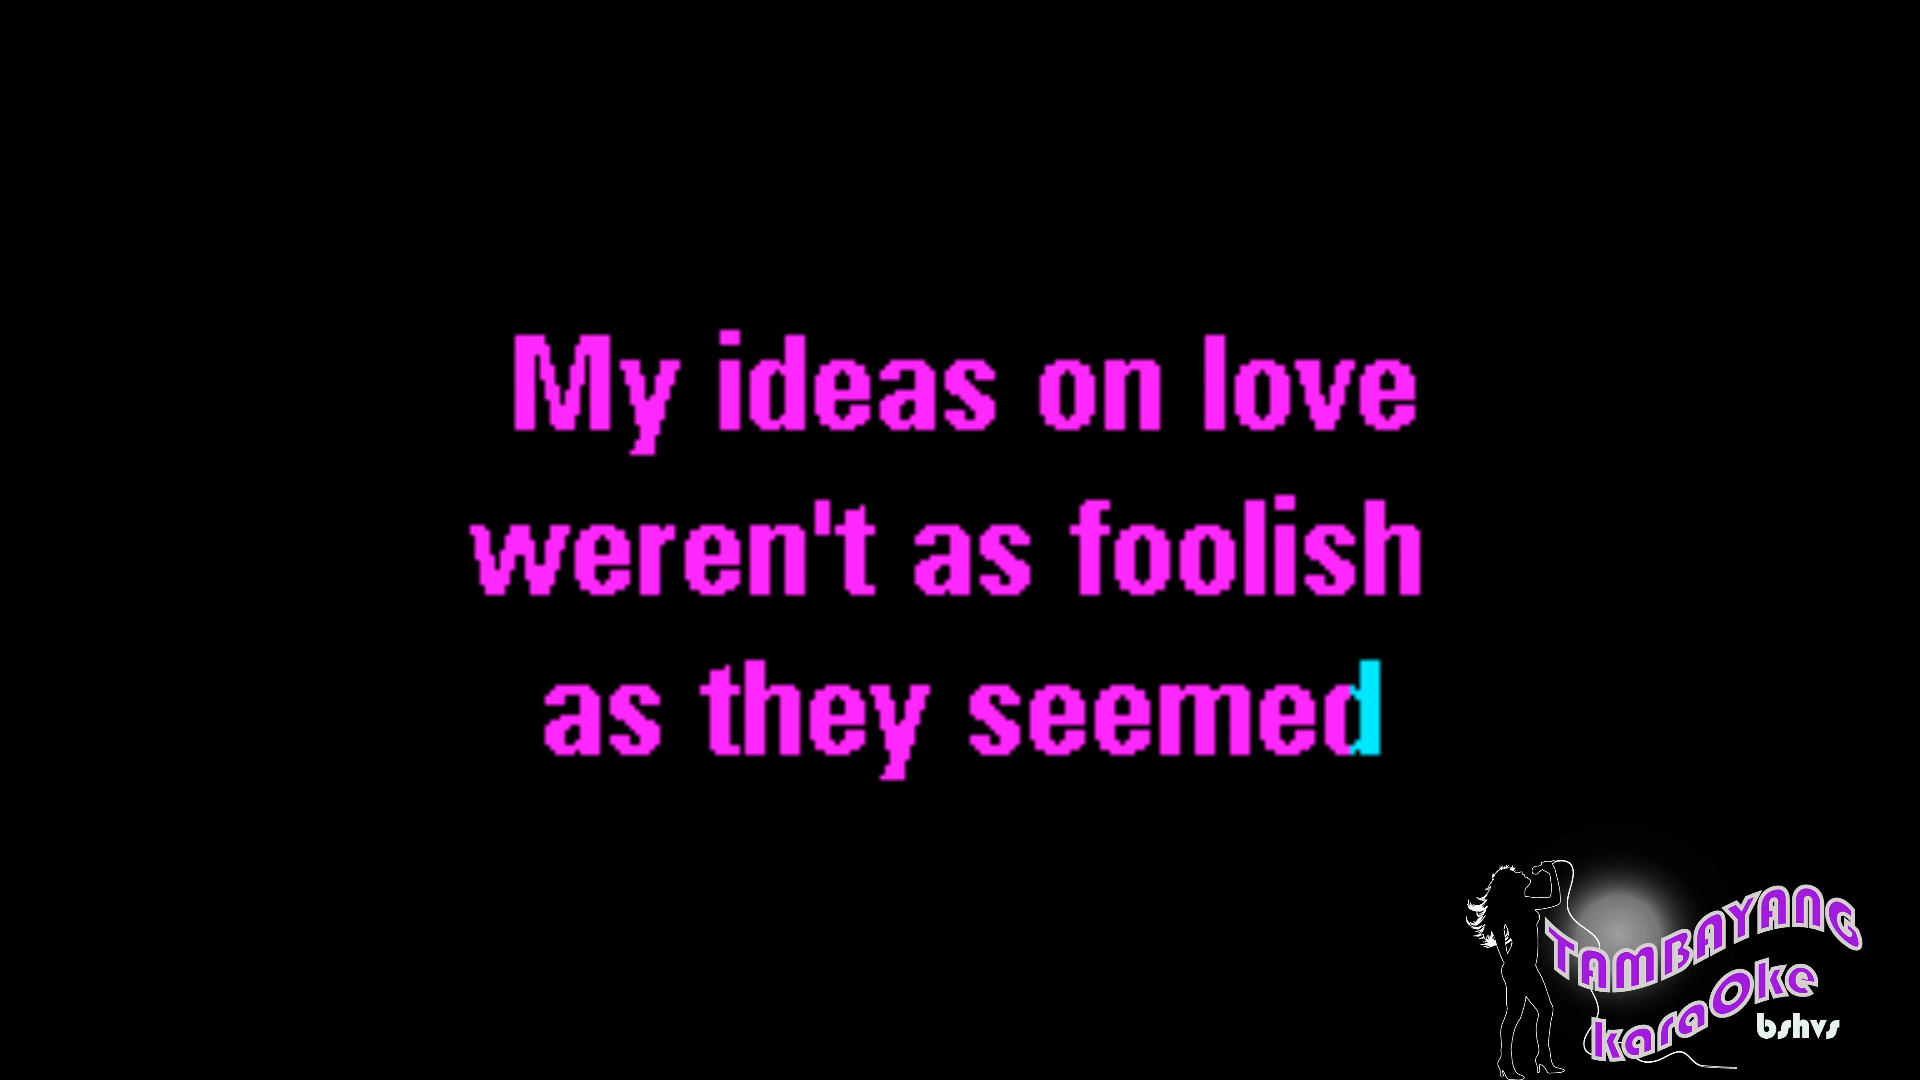 My ideas on love
weren't as foolish
as they seemed
TAMBAYANG
karaOke
bshvs